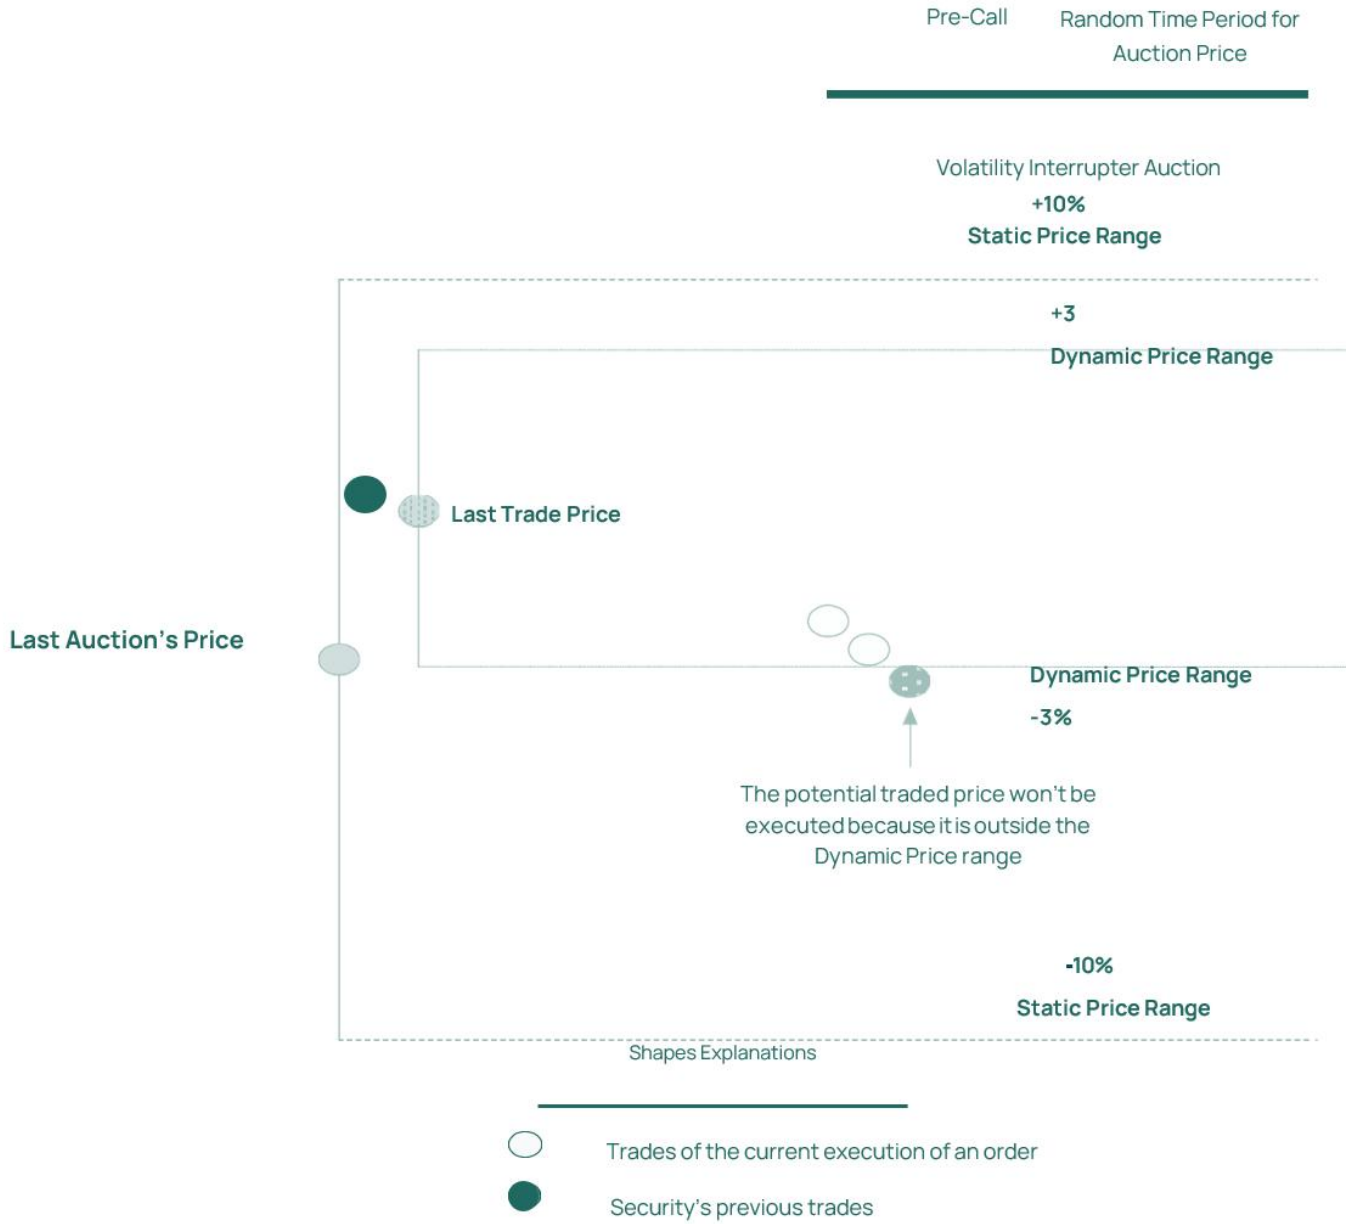 Pre-Call
Random Time Period for
Auction Price
Volatility Interrupter Auction
+10%
Static Price Range
+3
Dynamic Price Range
Last Trade Price
Last Auction's Price
Dynamic Price Range
-3%
The potential traded price won't be
executed because it is outside the
Dynamic Price range
-10%
Static Price Range
Shapes Explanations
Trades of the current execution of an order
Security's previous trades